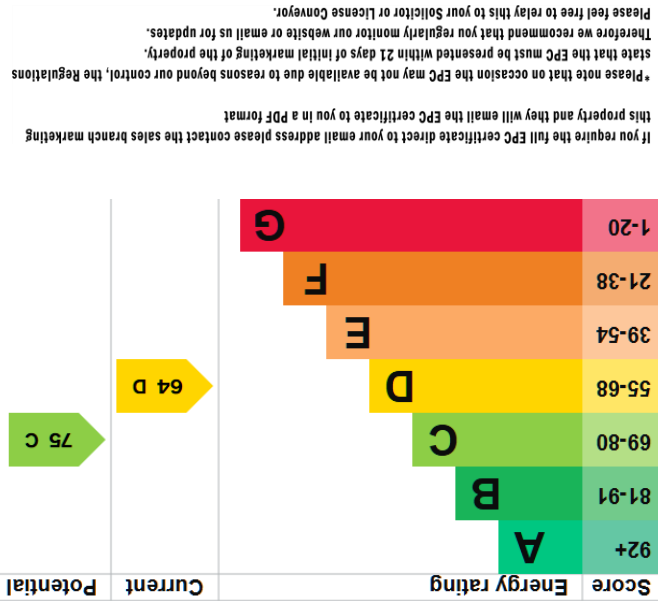 Score Energy rating Current Potential
92+ A
81-91 B
69-80 C 75 C
55-68 D 64 D
39-54 E
21-38 F
1-20 G
If you require the full EPC certificate direct to your email address please contact the sales branch marketing
this property and they will email the EPC certificate to you in a PDF format
*Please note that on occasion the EPC may not be available due to reasons beyond our control, the Regulations
state that the EPC must be presented within 21 days of initial marketing of the property.
Therefore we recommend that you regularly monitor our website or email us for updates.
Please feel free to relay this to your Solicitor or License Conveyor.